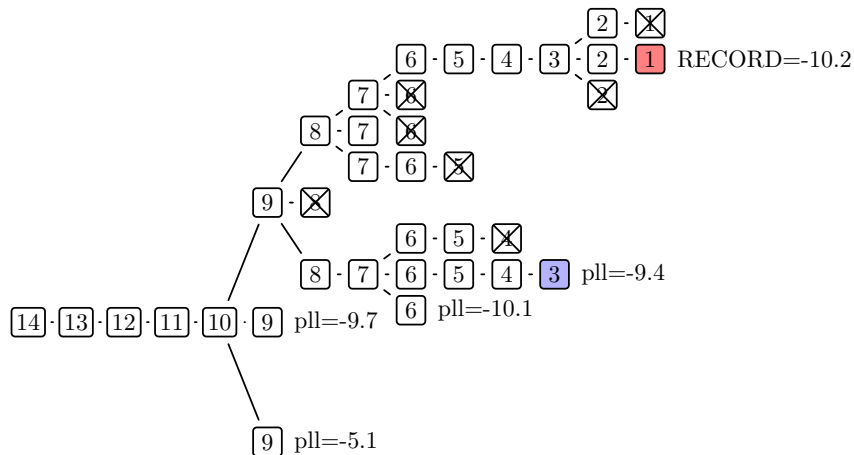 2 1
6 5 4 3 2 1 RECORD=-10.2
7 6 2
8 7 6
7 6 5
9 8
6 5 4
8 7 6 5 4 3 pll=-9.4
6 pll=-10.1
14 13 12 11 10 9 pll=-9.7
9 pll=-5.1